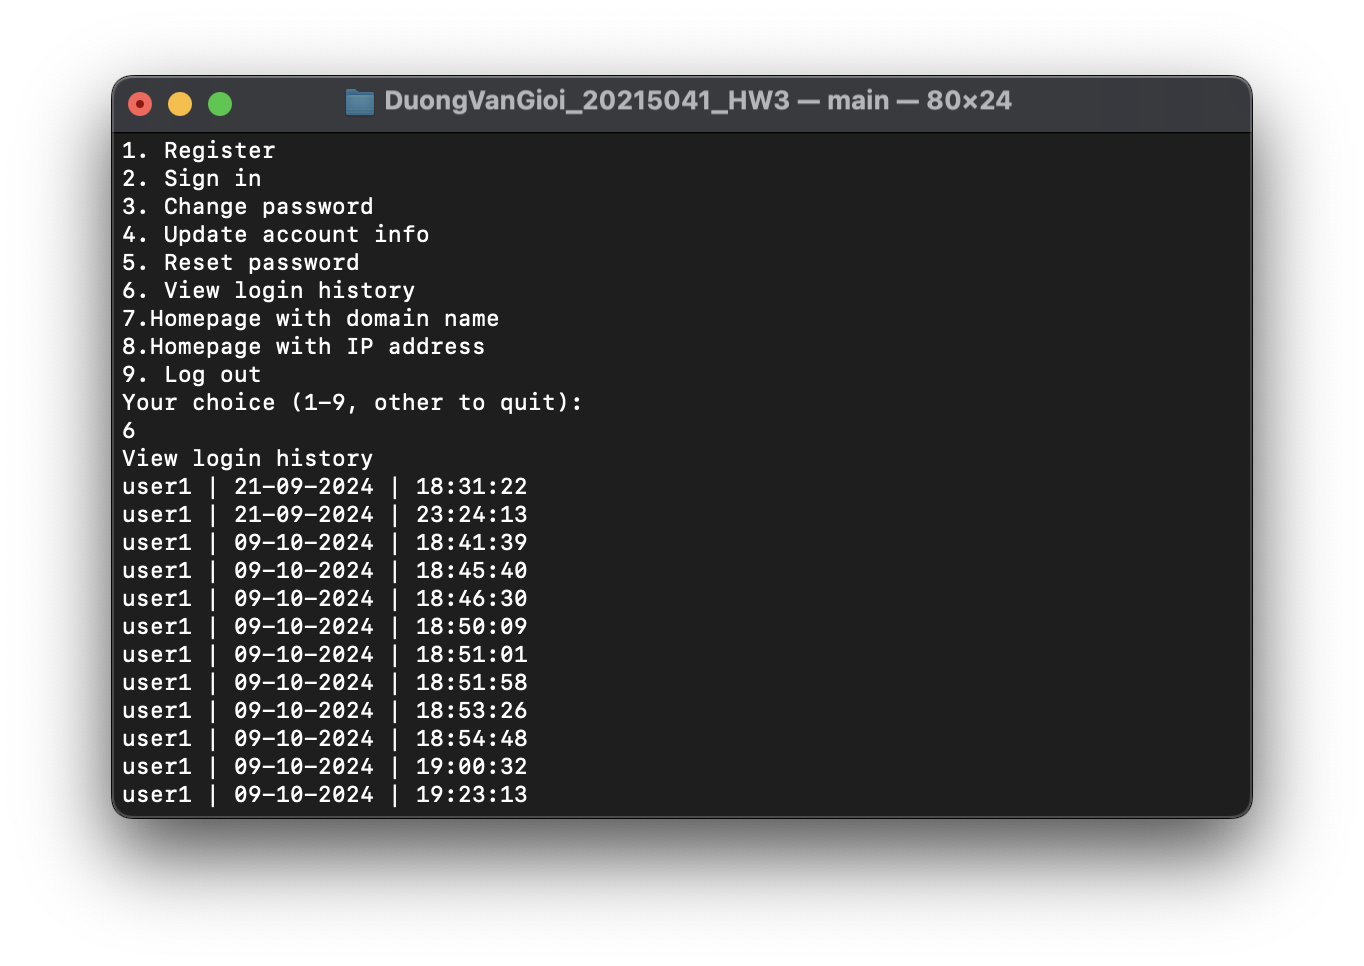 DuongVanGioi_20215041_HW3 — main — 80×24
1. Register
2. Sign in
3. Change password
4. Update account info
5. Reset password
6. View login history
7.Homepage with domain name
8.Homepage with IP address
9. Log out
Your choice (1-9, other to quit):
6
View login history
user1 | 21-09-2024 | 18:31:22
user1 | 21-09-2024 | 23:24:13
user1 | 09-10-2024 | 18:41:39
user1 | 09-10-2024 | 18:45:40
user1 | 09-10-2024 | 18:46:30
user1 | 09-10-2024 | 18:50:09
user1 | 09-10-2024 | 18:51:01
user1 | 09-10-2024 | 18:51:58
user1 | 09-10-2024 | 18:53:26
user1 | 09-10-2024 | 18:54:48
user1 | 09-10-2024 | 19:00:32
user1 | 09-10-2024 | 19:23:13